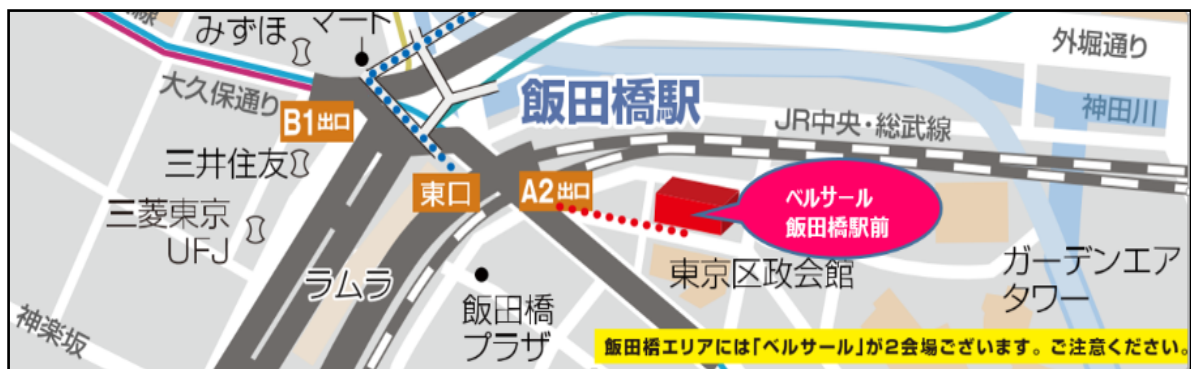 マート
みずほ
外堀通り
大久保通り
飯田橋駅
神田川
B1出口
JR中央・総武線
三井住友
東口
A2出口
ベルサール
飯田橋駅前
三菱東京
UFJ
東京区政会館
ガーデンエア
タワー
ラムラ
飯田橋
プラザ
神楽坂
飯田橋エリアには「ベルサール」が2会場ございます。ご注意ください。